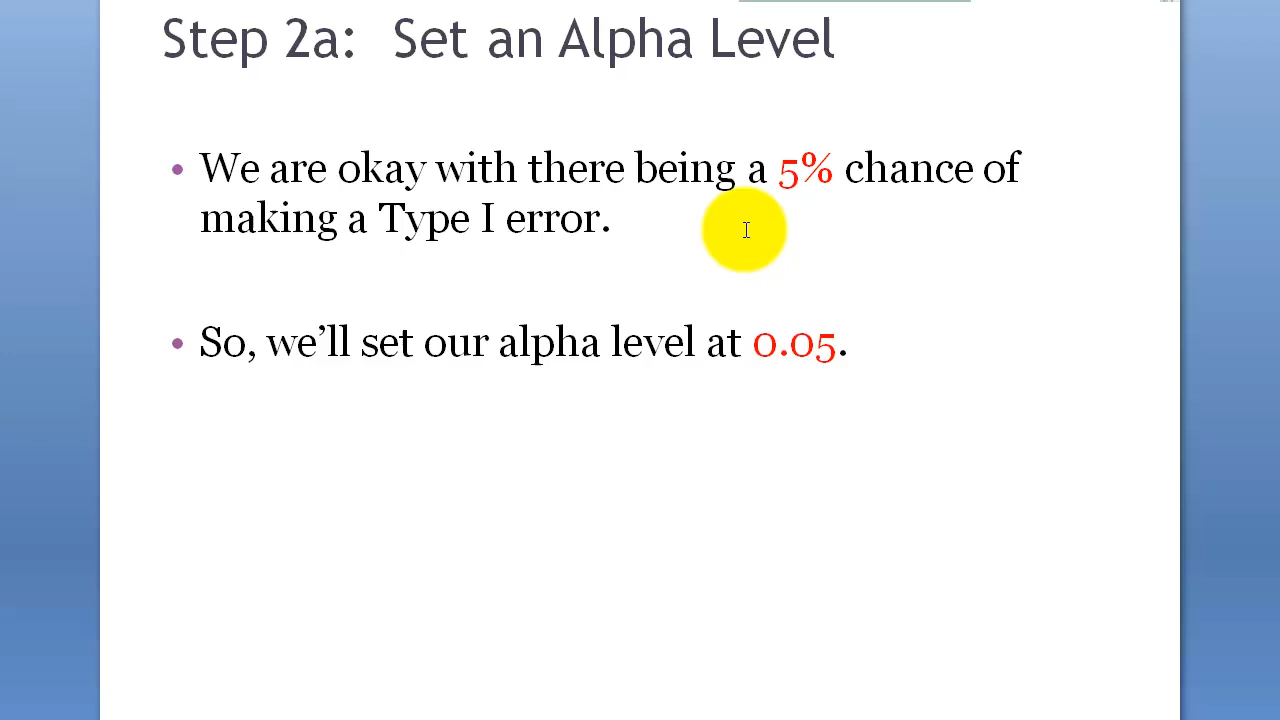 Step 2a: Set an Alpha Level
• We are okay with there being a 5% chance of
making a Type I error.
• So, we’ll set our alpha level at 0.05.